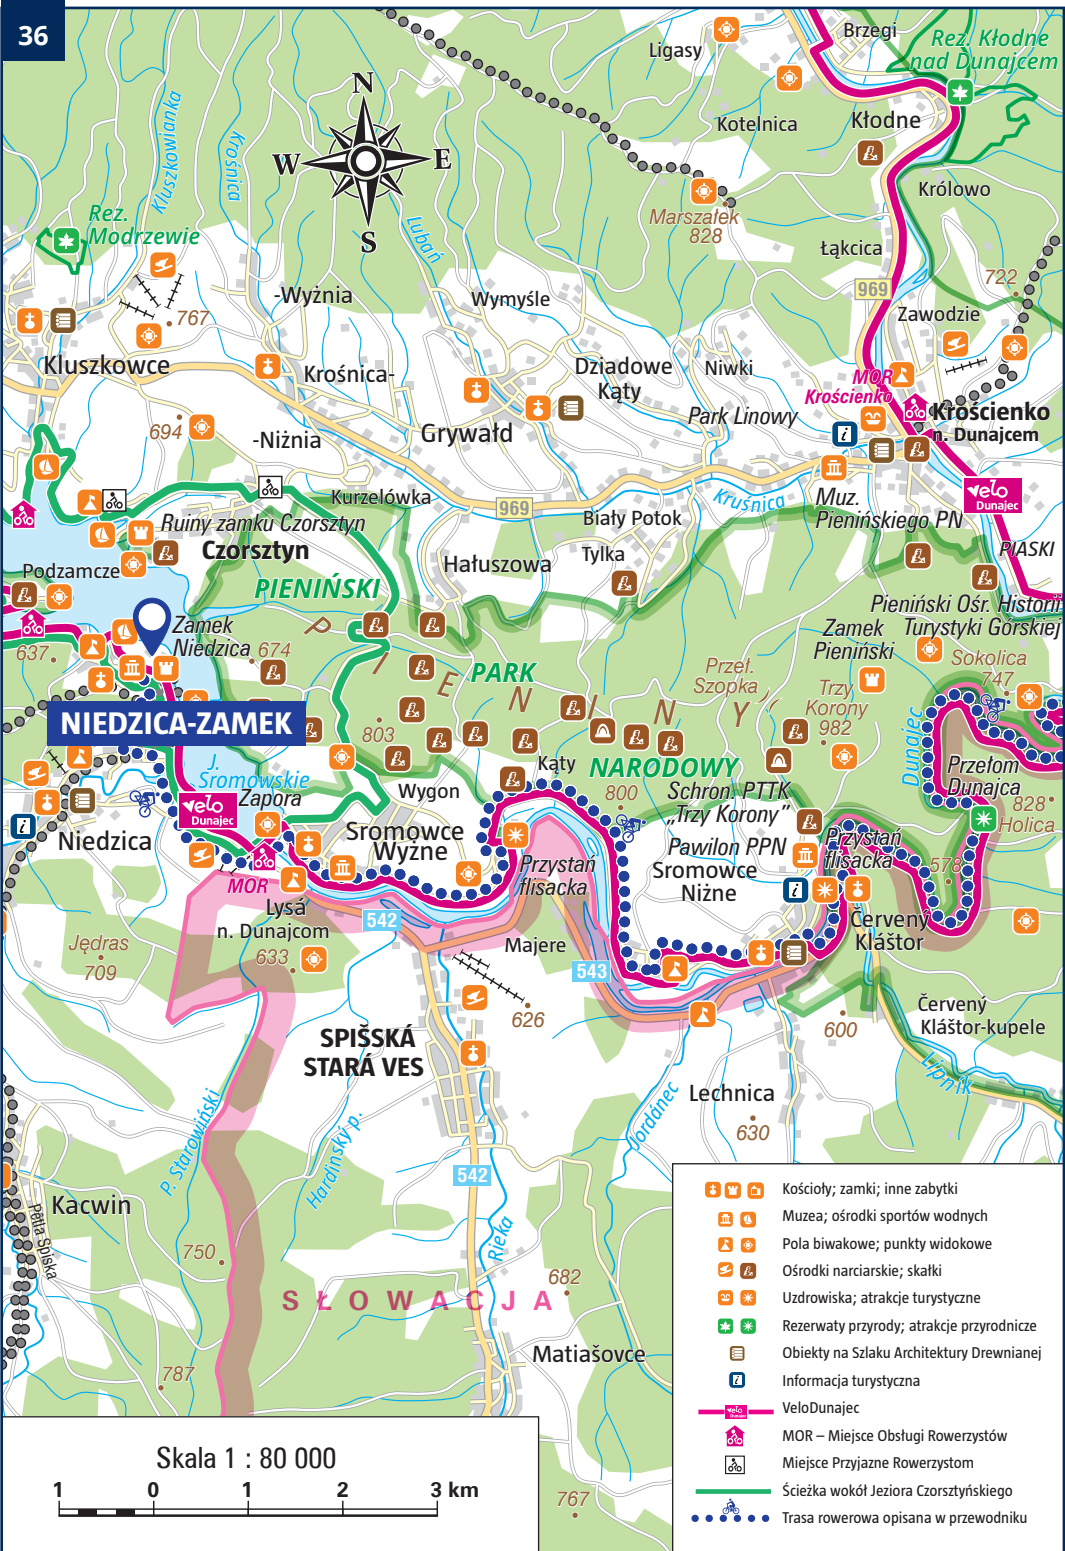 36
Ligasy
Brzegi
Rez. Kłodne
nad Dunajcem
Kotelnica
Kłodne
Królowo
Marszałek
828
Łąkcica
969
722
Zawodzie
N
W
E
S
Kluszkowianka
Krośnica
Lubań
Rez.
Modrzewie
-Wyżnia
Wymyśle
767
Kluszkowce
Krośnica-
Dziadowe
Kąty
Niwki
MOR
Krościenko
Park Linowy
Krościenko
n. Dunajcem
694
-Niżnia
Grywałd
Kurzelówka
969
Kruśnica
Muz.
Pienińskiego PN
velo
Dunajec
Ruiny zamku Czorsztyn
Czorsztyn
Biały Potok
Tylka
Hałuszowa
PIASKI
Podzamcze
PIENIŃSKI
Zamek
Niedzica
674
637
PIENINY
PARK
Pieniński Ośr. Historii
Turystyki Górskiej
Zamek
Pieniński
Sokolica
747
Przeł.
Szopka
Trzy
Korony
982
NIEDZICA-ZAMEK
803
Kąty
NARODOWY
Dunajec
Przełom
Dunajca
J.
Sromowskie
Wygon
800
Schron. PTTK
„Trzy Korony”
828
Holica
velo
Dunajec
Zapora
Niedzica
Sromowce
Wyżne
Pawilon PPN
Przystań
flisacka
578
MOR
Przystań
flisacka
Sromowce
Niżne
Lysá
n. Dunajcom
542
Červený
Kláštor
Majere
Jędras
709
633
543
626
600
Červený
Kláštor-kupele
SPIŠSKÁ
STARÁ VES
Lipnik
Lechnica
630
Jordánec
P. Starowiński
Hardinský p.
542
Kacwin
Pętla Spiska
Rieka
750
682
SŁOWACJA
Matiašovce
787
767
Skala 1 : 80 000
1 0 1 2 3 km
Kościoły; zamki; inne zabytki
Muzea; ośrodki sportów wodnych
Pola biwakowe; punkty widokowe
Ośrodki narciarskie; skałki
Uzdrowiska; atrakcje turystyczne
Rezerwaty przyrody; atrakcje przyrodnicze
Obiekty na Szlaku Architektury Drewnianej
Informacja turystyczna
velo Dunajec VeloDunajec
MOR – Miejsce Obsługi Rowerzystów
Miejsce Przyjazne Rowerzystom
Ścieżka wokół Jeziora Czorsztyńskiego
Trasa rowerowa opisana w przewodniku